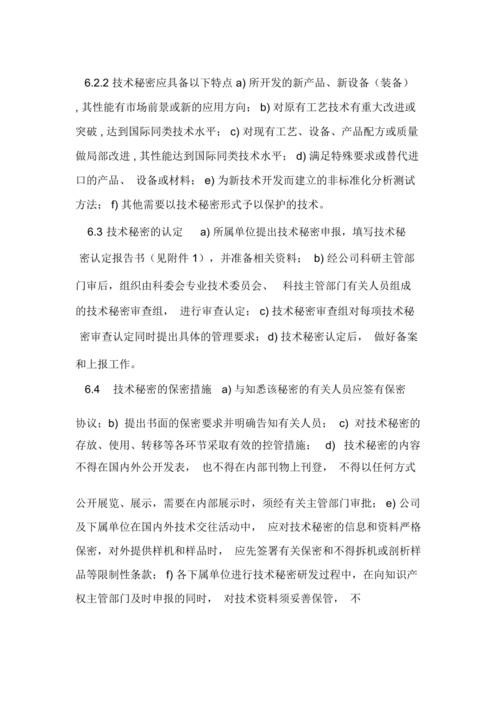 6.2.2 技术秘密应具备以下特点 a) 所开发的新产品、新设备（装备）
, 其性能有市场前景或新的应用方向； b) 对原有工艺技术有重大改进或
突破 , 达到国际同类技术水平； c) 对现有工艺、设备、产品配方或质量
做局部改进 , 其性能达到国际同类技术水平； d) 满足特殊要求或替代进
口的产品、 设备或材料； e) 为新技术开发而建立的非标准化分析测试
方法； f) 其他需要以技术秘密形式予以保护的技术。
6.3 技术秘密的认定 a) 所属单位提出技术秘密申报，填写技术秘
密认定报告书（见附件 1），并准备相关资料； b) 经公司科研主管部
门审后，组织由科委会专业技术委员会、 科技主管部门有关人员组成
的技术秘密审查组， 进行审查认定； c) 技术秘密审查组对每项技术秘
密审查认定同时提出具体的管理要求；d) 技术秘密认定后， 做好备案
和上报工作。
6.4 技术秘密的保密措施 a) 与知悉该秘密的有关人员应签有保密
协议；b) 提出书面的保密要求并明确告知有关人员； c) 对技术秘密的
存放、使用、转移等各环节采取有效的控管措施； d) 技术秘密的内容
不得在国内外公开发表， 也不得在内部刊物上刊登， 不得以任何方式
公开展览、展示，需要在内部展示时，须经有关主管部门审批；e) 公司
及下属单位在国内外技术交往活动中， 应对技术秘密的信息和资料严格
保密，对外提供样机和样品时， 应先签署有关保密和不得拆机或剖析样
品等限制性条款；f) 各下属单位进行技术秘密研发过程中，在向知识产
权主管部门及时申报的同时， 对技术资料须妥善保管， 不